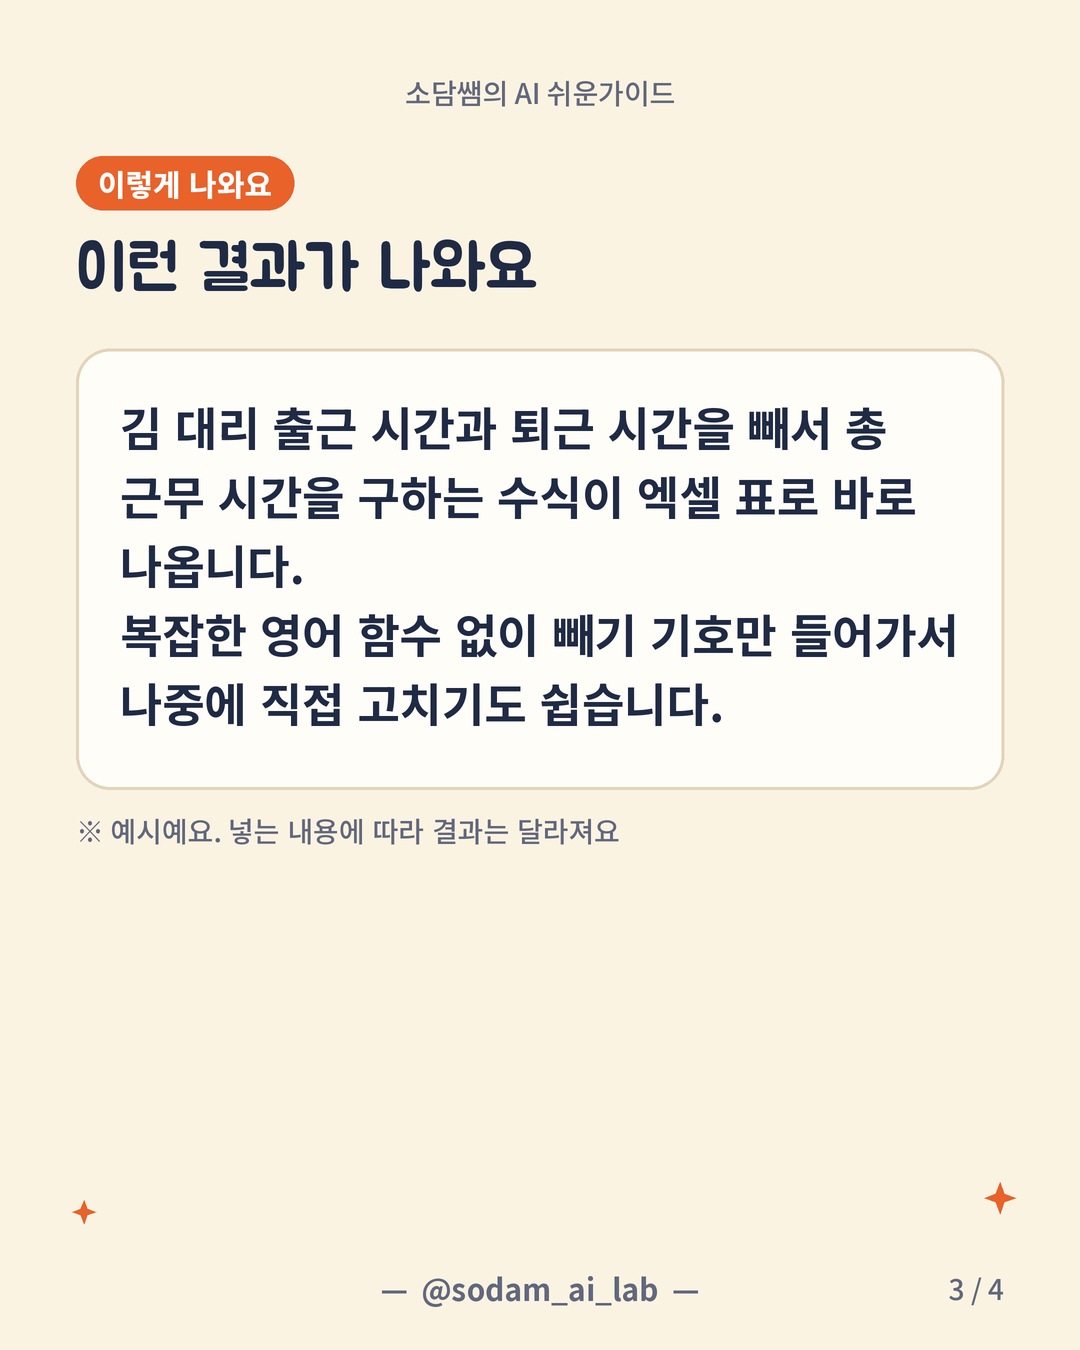 소담쌤의 AI 쉬운가이드
이렇게 나와요
이런 결과가 나와요
김 대리 출근 시간과 퇴근 시간을 빼서 총
근무 시간을 구하는 수식이 엑셀 표로 바로
나옵니다.
복잡한 영어 함수 없이 빼기 기호만 들어가서
나중에 직접 고치기도 쉽습니다.
※ 예시예요. 넣는 내용에 따라 결과는 달라져요
— @sodam_ai_lab —
3 / 4